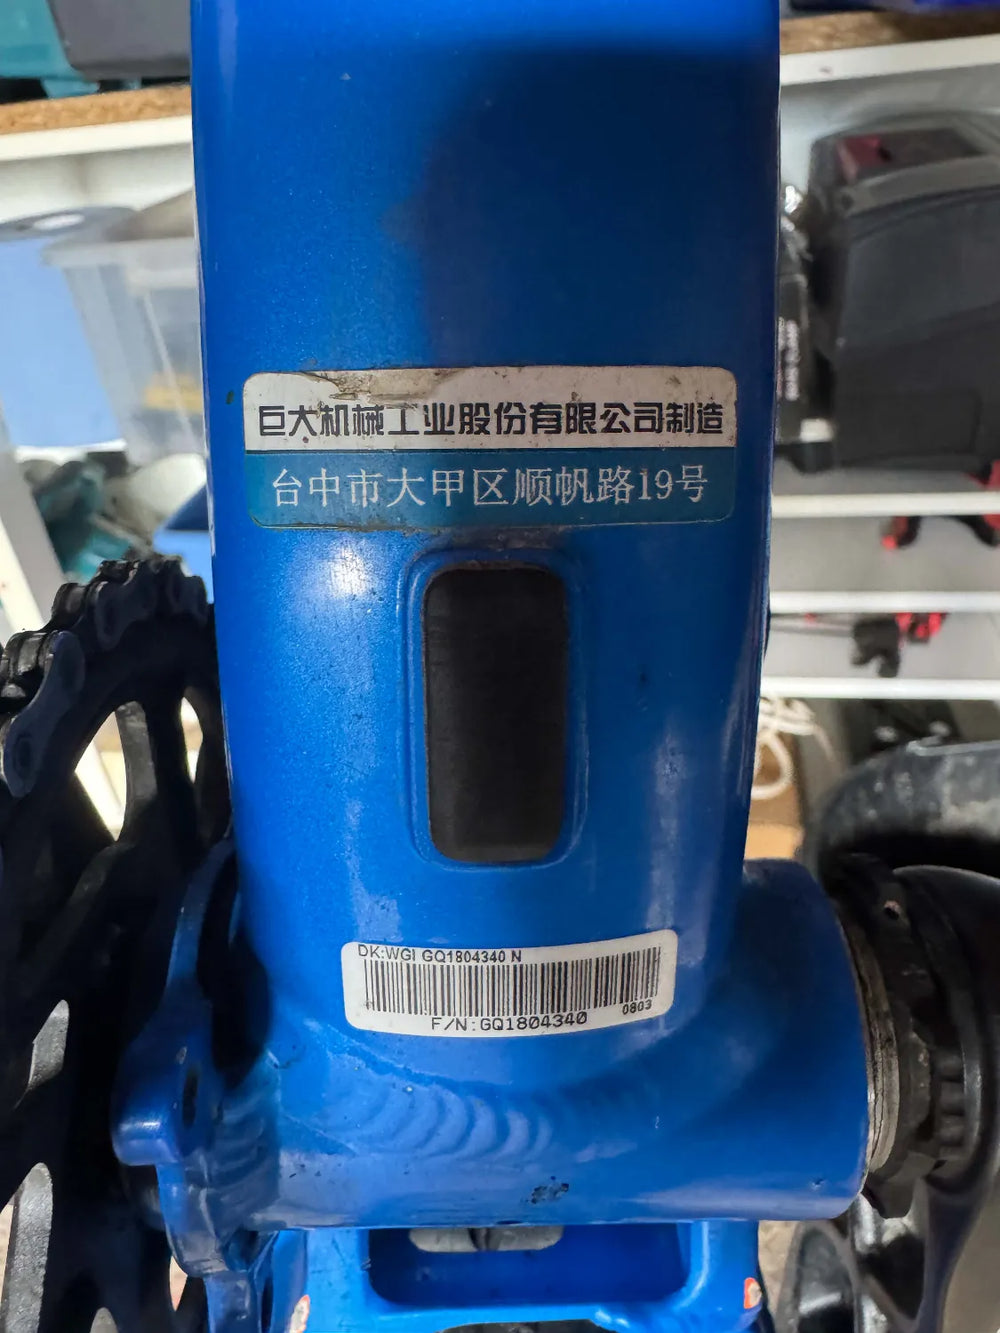 巨大机械工业股份有限公司制造
台中市大甲区顺帆路19号
DK:WGI GQ1804340 N
0803
F/N:GQ1804340